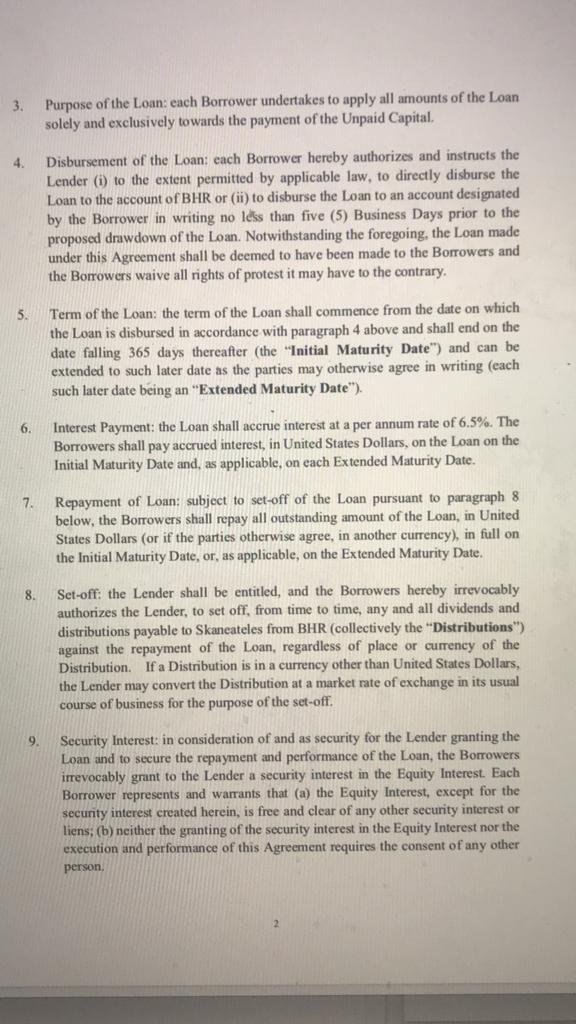 3. Purpose of the Loan: each Borrower undertakes to apply all amounts of the Loan
solely and exclusively towards the payment of the Unpaid Capital.
4. Disbursement of the Loan: each Borrower hereby authorizes and instructs the
Lender (i) to the extent permitted by applicable law, to directly disburse the
Loan to the account of BHR or (ii) to disburse the Loan to an account designated
by the Borrower in writing no less than five (5) Business Days prior to the
proposed drawdown of the Loan. Notwithstanding the foregoing, the Loan made
under this Agreement shall be deemed to have been made to the Borrowers and
the Borrowers waive all rights of protest it may have to the contrary.
5. Term of the Loan: the term of the Loan shall commence from the date on which
the Loan is disbursed in accordance with paragraph 4 above and shall end on the
date falling 365 days thereafter (the “Initial Maturity Date”) and can be
extended to such later date as the parties may otherwise agree in writing (each
such later date being an “Extended Maturity Date”).
6. Interest Payment: the Loan shall accrue interest at a per annum rate of 6.5%. The
Borrowers shall pay accrued interest, in United States Dollars, on the Loan on the
Initial Maturity Date and, as applicable, on each Extended Maturity Date.
7. Repayment of Loan: subject to set-off of the Loan pursuant to paragraph 8
below, the Borrowers shall repay all outstanding amount of the Loan, in United
States Dollars (or if the parties otherwise agree, in another currency), in full on
the Initial Maturity Date, or, as applicable, on the Extended Maturity Date.
8. Set-off: the Lender shall be entitled, and the Borrowers hereby irrevocably
authorizes the Lender, to set off, from time to time, any and all dividends and
distributions payable to Skaneateles from BHR (collectively the “Distributions”)
against the repayment of the Loan, regardless of place or currency of the
Distribution. If a Distribution is in a currency other than United States Dollars,
the Lender may convert the Distribution at a market rate of exchange in its usual
course of business for the purpose of the set-off.
9. Security Interest: in consideration of and as security for the Lender granting the
Loan and to secure the repayment and performance of the Loan, the Borrowers
irrevocably grant to the Lender a security interest in the Equity Interest. Each
Borrower represents and warrants that (a) the Equity Interest, except for the
security interest created herein, is free and clear of any other security interest or
liens; (b) neither the granting of the security interest in the Equity Interest nor the
execution and performance of this Agreement requires the consent of any other
person.
2